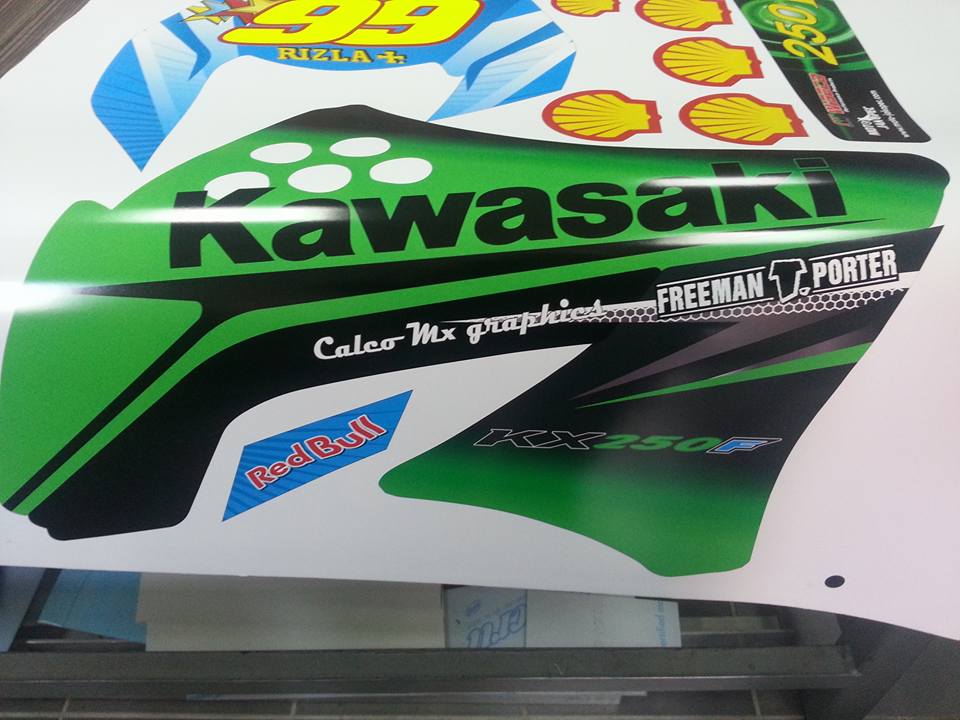 99
RIZLA+
250
Kawasaki
FREEMAN T. PORTER
Calco Mx graphics
Red Bull
KX250F